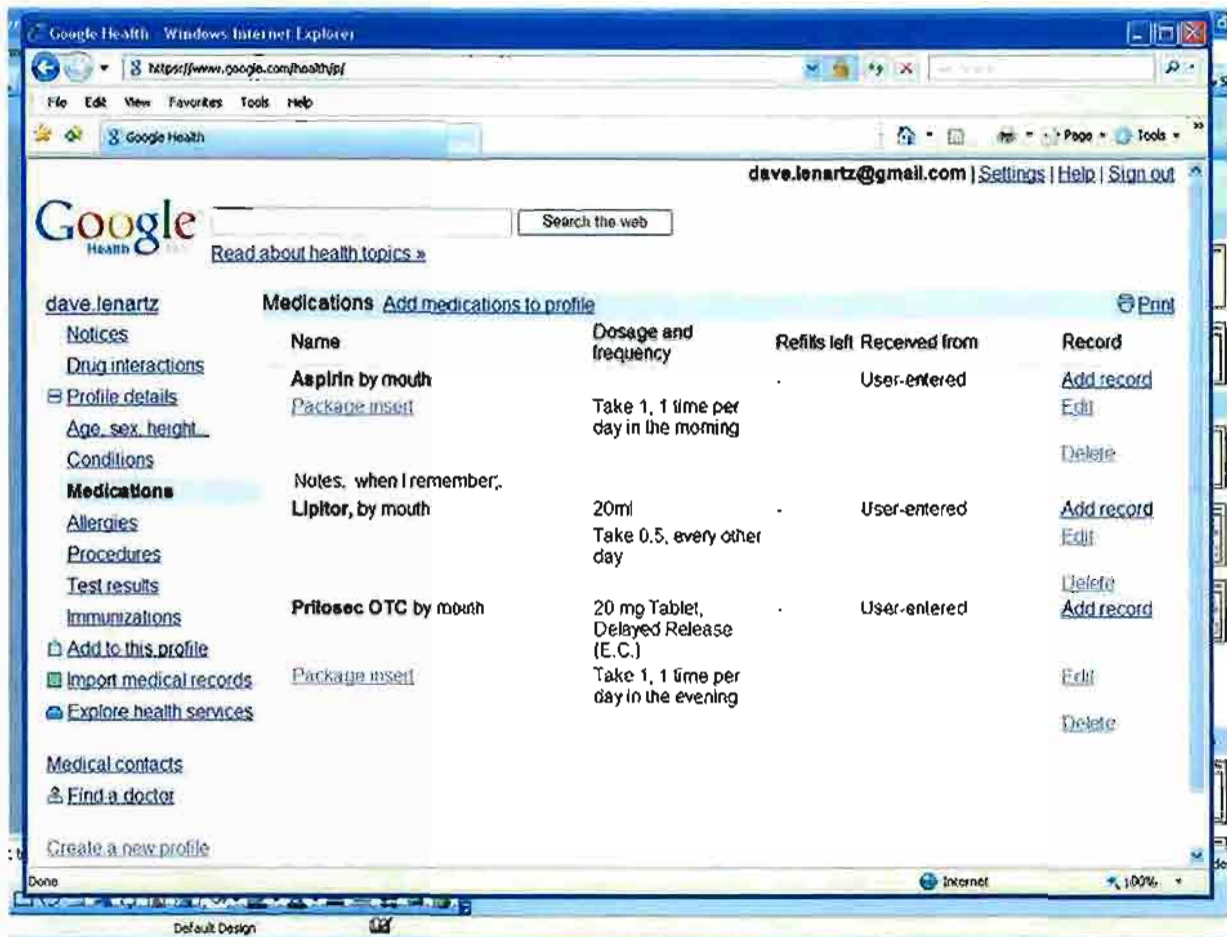 Google Health - Windows Internet Explorer
https://www.google.com/health/p/
File Edit View Favorites Tools Help
Google Health
Page Tools
dave.lenartz@gmail.com | Settings | Help | Sign out
Google
Health
Search the web
Read about health topics »
dave.lenartz
Notices
Drug interactions
Profile details
Age, sex, height...
Conditions
Medications
Allergies
Procedures
Test results
Immunizations
Add to this profile
Import medical records
Explore health services
Medical contacts
Find a doctor
Create a new profile
Medications Add medications to profile Print
Name Dosage and frequency Refills left Received from Record
Aspirin by mouth - User-entered Add record
Package insert Take 1, 1 time per Edit
day in the morning
Delete
Notes. when I remember;.
Lipitor, by mouth 20ml - User-entered Add record
Take 0.5, every other Edit
day
Delete
Prilosec OTC by mouth 20 mg Tablet, - User-entered Add record
Delayed Release
(E.C.)
Package insert Take 1, 1 time per Edit
day in the evening
Delete
Done Internet 100%
Default Design